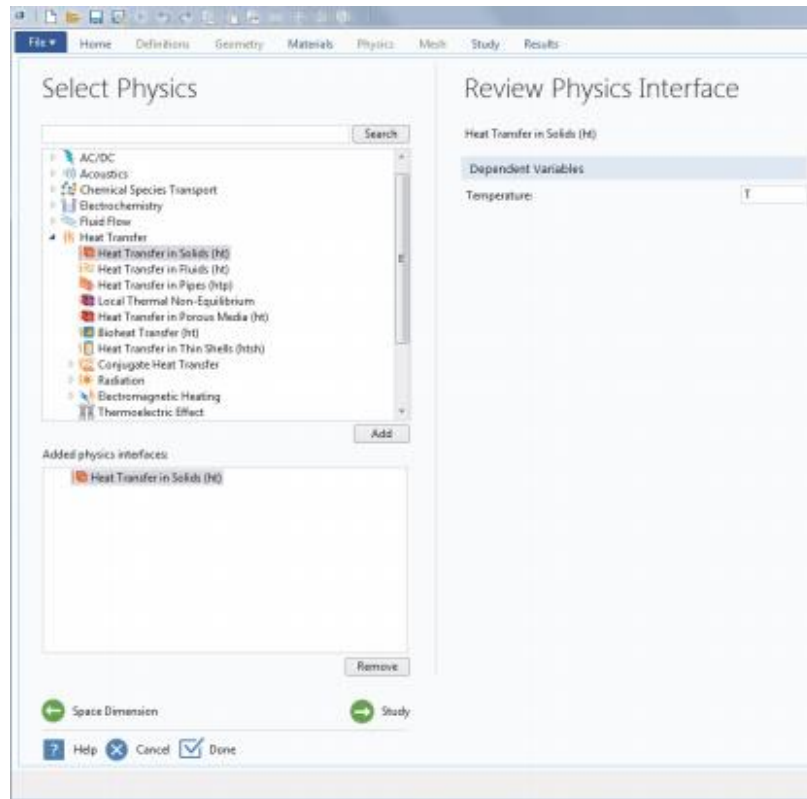 File Home Definitions Geometry Materials Physics Mesh Study Results
Select Physics
Search
AC/DC
Acoustics
Chemical Species Transport
Electrochemistry
Fluid Flow
Heat Transfer
Heat Transfer in Solids (ht)
Heat Transfer in Fluids (ht)
Heat Transfer in Pipes (htp)
Local Thermal Non-Equilibrium
Heat Transfer in Porous Media (ht)
Bioheat Transfer (ht)
Heat Transfer in Thin Shells (htsh)
Conjugate Heat Transfer
Radiation
Electromagnetic Heating
Thermoelectric Effect
Add
Added physics interfaces:
Heat Transfer in Solids (ht)
Remove
Space Dimension
Study
? Help Cancel Done
Review Physics Interface
Heat Transfer in Solids (ht)
Dependent Variables
Temperature: T